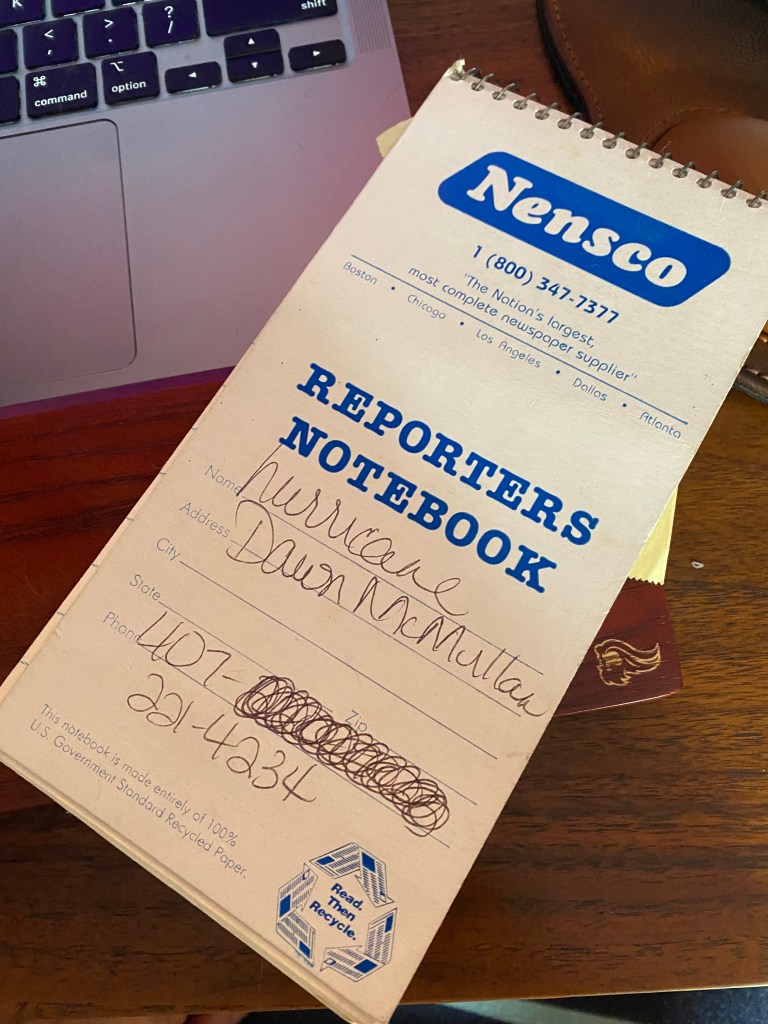 K
shift
< ,
> .
? /
⌘
command
⌥
option
◄
▲
▼
►
Nensco
1 (800) 347-7377
"The Nation's largest,
most complete newspaper supplier"
Boston • Chicago • Los Angeles • Dallas • Atlanta
REPORTERS
NOTEBOOK
Name hurricane
Address Dawn McMullan
City
State Zip
Phone 407-
221-4234
This notebook is made entirely of 100%
U.S. Government Standard Recycled Paper.
Read.
Then
Recycle.